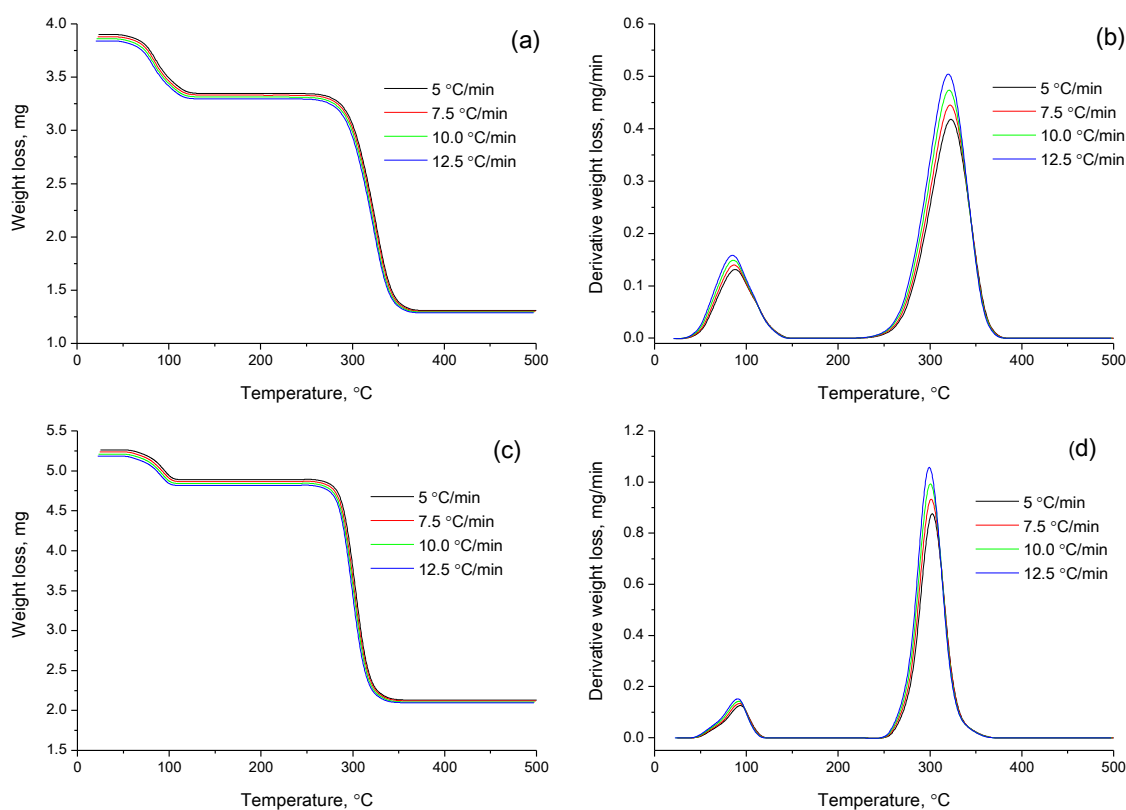 (a)
4.0
3.5
3.0
2.5
2.0
1.5
1.0
Weight loss, mg
5 °C/min
7.5 °C/min
10.0 °C/min
12.5 °C/min
0 100 200 300 400 500
Temperature, °C
(b)
0.6
0.5
0.4
0.3
0.2
0.1
0.0
Derivative weight loss, mg/min
5 °C/min
7.5 °C/min
10.0 °C/min
12.5 °C/min
0 100 200 300 400 500
Temperature, °C
(c)
5.5
5.0
4.5
4.0
3.5
3.0
2.5
2.0
1.5
Weight loss, mg
5 °C/min
7.5 °C/min
10.0 °C/min
12.5 °C/min
0 100 200 300 400 500
Temperature, °C
(d)
1.2
1.0
0.8
0.6
0.4
0.2
0.0
Derivative weight loss, mg/min
5 °C/min
7.5 °C/min
10.0 °C/min
12.5 °C/min
0 100 200 300 400 500
Temperature, °C